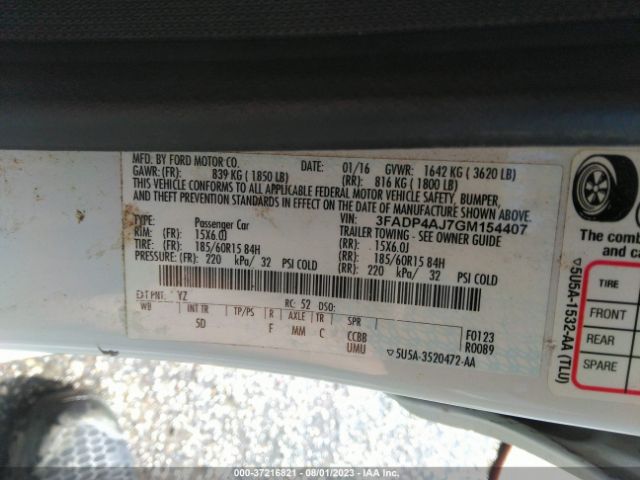 MFD. BY FORD MOTOR CO.
DATE: 01/16 GVWR: 1642 KG ( 3620 LB)
GAWR: (FR): 839 KG ( 1850 LB) (RR): 816 KG ( 1800 LB)
THIS VEHICLE CONFORMS TO ALL APPLICABLE FEDERAL MOTOR VEHICLE SAFETY, BUMPER,
AND THEFT PREVENTION STANDARDS IN EFFECT ON THE DATE OF MANUFACTURE SHOWN ABOVE.
VIN: 3FADP4AJ7GM154407
TYPE: Passenger Car TRAILER TOWING - SEE OWNER GUIDE
RIM: (FR): 15X6.0J (RR): 15X6.0J
TIRE: (FR): 185/60R15 84H (RR): 185/60R15 84H
PRESSURE: (FR): 220 kPa/ 32 PSI COLD (RR): 220 kPa/ 32 PSI COLD
EXT PNT: YZ RC: 52 DSO:
WB INT TR TP/PS R AXLE TR SPR
5D F MM C CCBB F0123
UMU R0089
5U5A-3520472-AA
The com
and car
TIRE
FRONT
REAR
SPARE
5U5A-1532-AA (TLU)
000-37216821 - 08/01/2023 - IAA Inc.